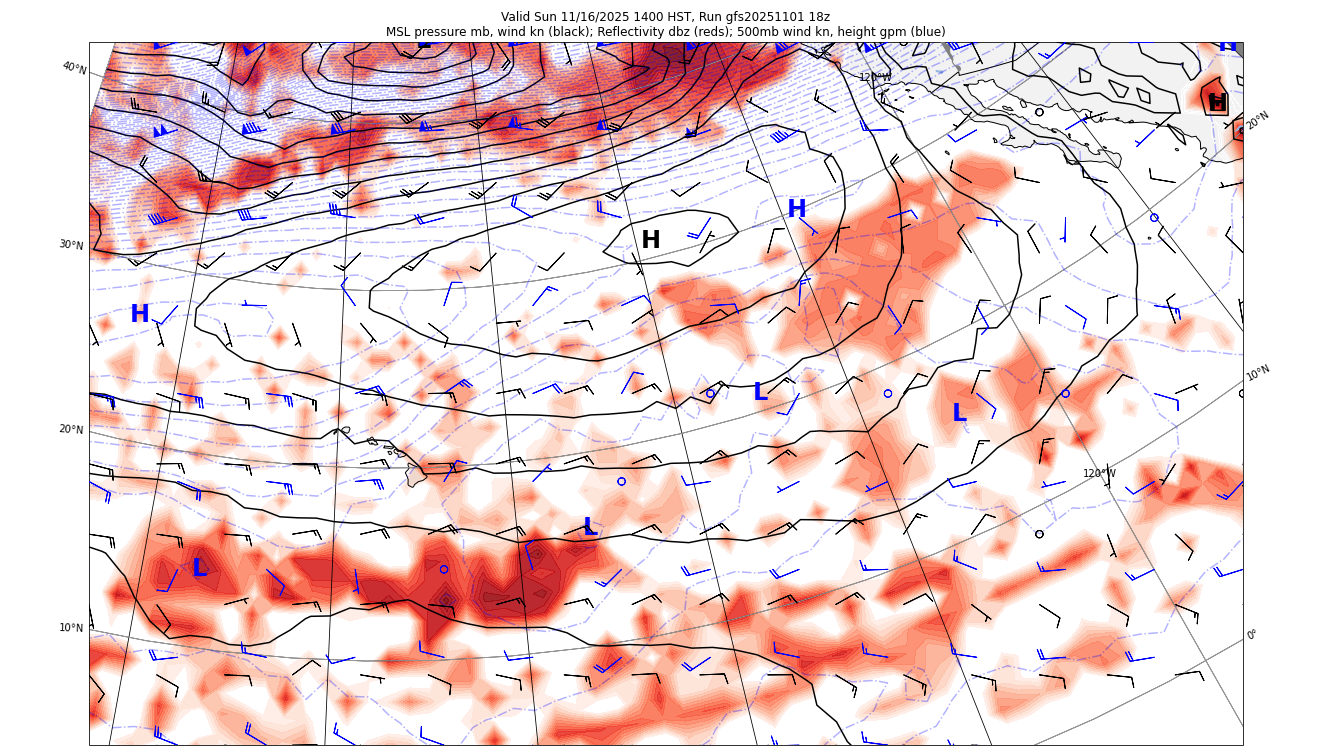 Valid Sun 11/16/2025 1400 HST, Run gfs20251101 18z
MSL pressure mb, wind kn (black); Reflectivity dbz (reds); 500mb wind kn, height gpm (blue)
H
40°N
120°W
H
20°N
H
30°N
H
H
10°N
L
L
20°N
120°W
L
L
10°N
0°